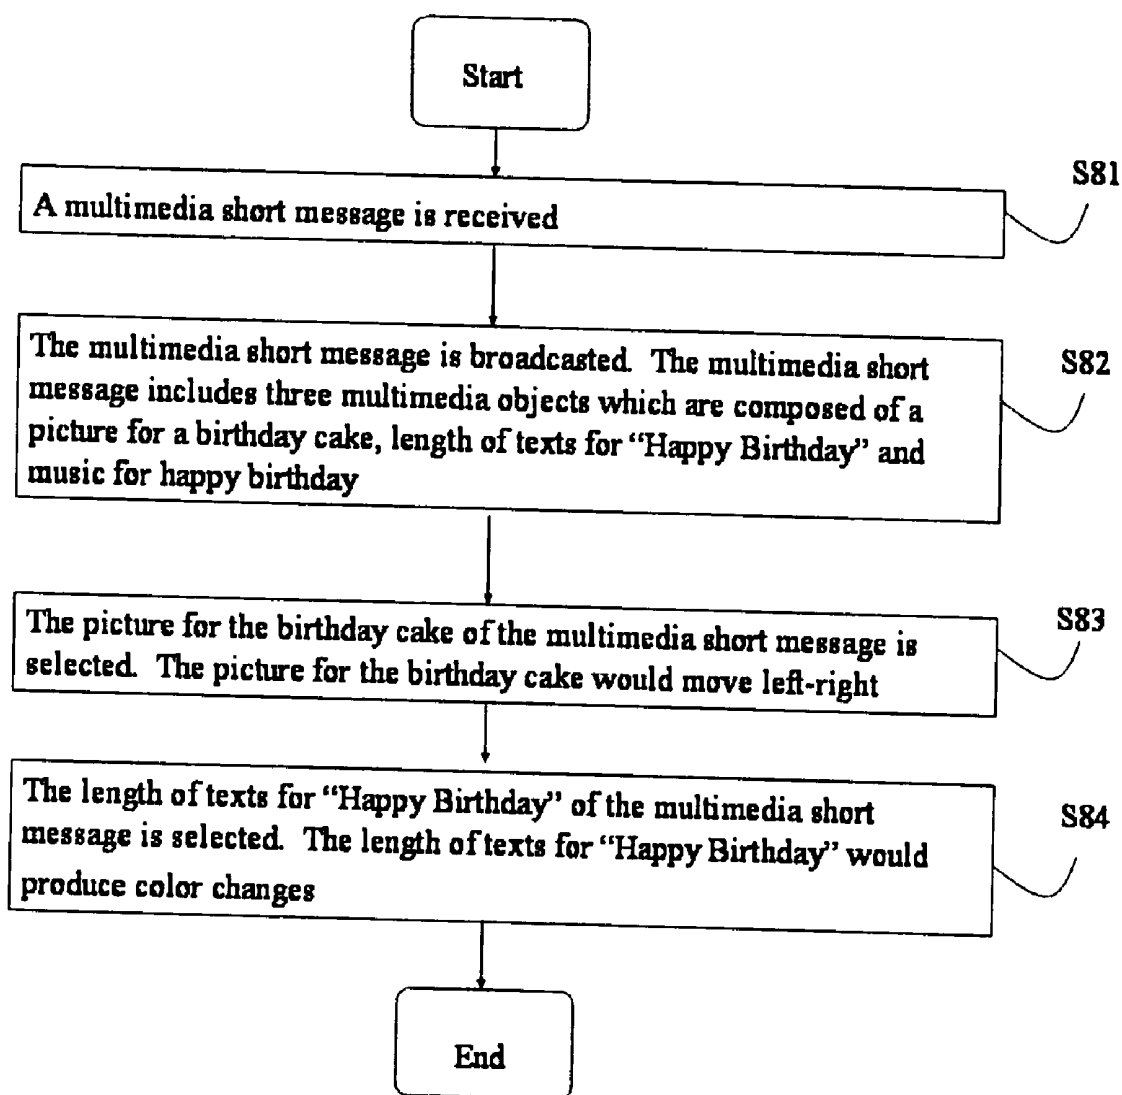 Start
S81
A multimedia short message is received
The multimedia short message is broadcasted. The multimedia short
message includes three multimedia objects which are composed of a
picture for a birthday cake, length of texts for “Happy Birthday” and
music for happy birthday
S82
The picture for the birthday cake of the multimedia short message is
selected. The picture for the birthday cake would move left-right
S83
The length of texts for “Happy Birthday” of the multimedia short
message is selected. The length of texts for “Happy Birthday” would
produce color changes
S84
End